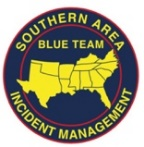 SOUTHERN AREA
BLUE TEAM
INCIDENT MANAGEMENT